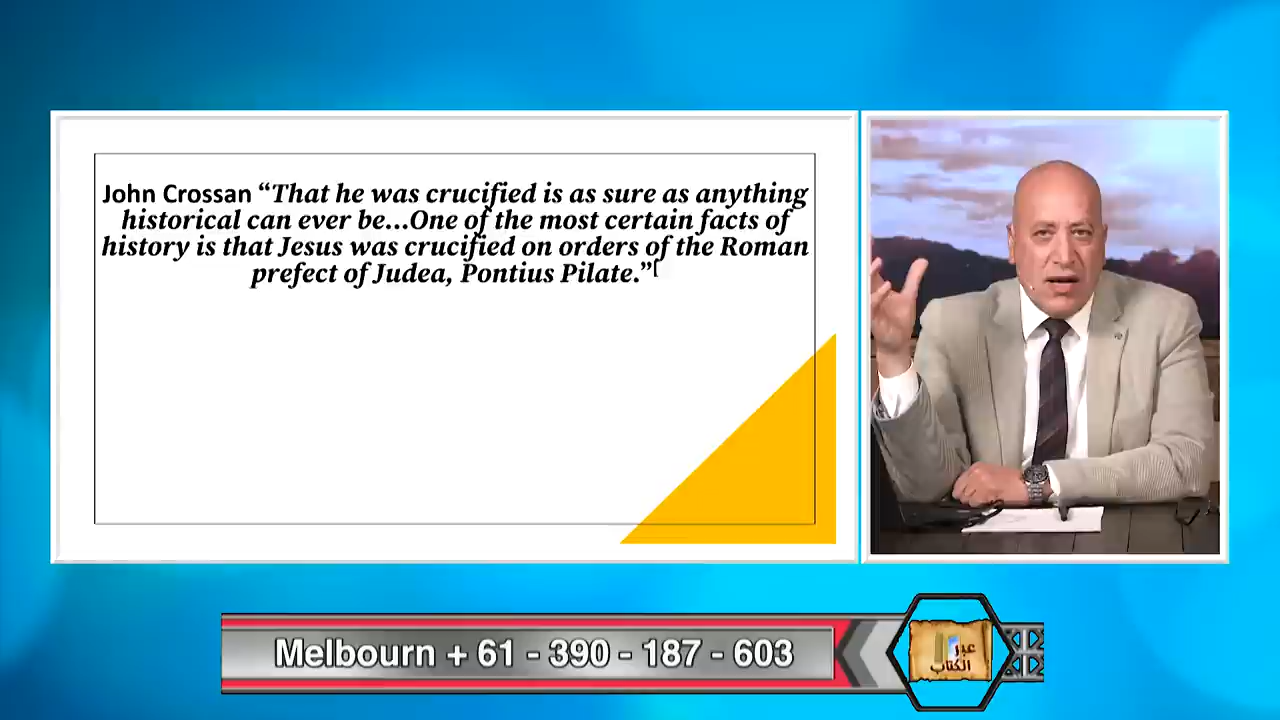 John Crossan “That he was crucified is as sure as anything
historical can ever be...One of the most certain facts of
history is that Jesus was crucified on orders of the Roman
prefect of Judea, Pontius Pilate.”[
Melbourn + 61 - 390 - 187 - 603
عبر
الكتاب